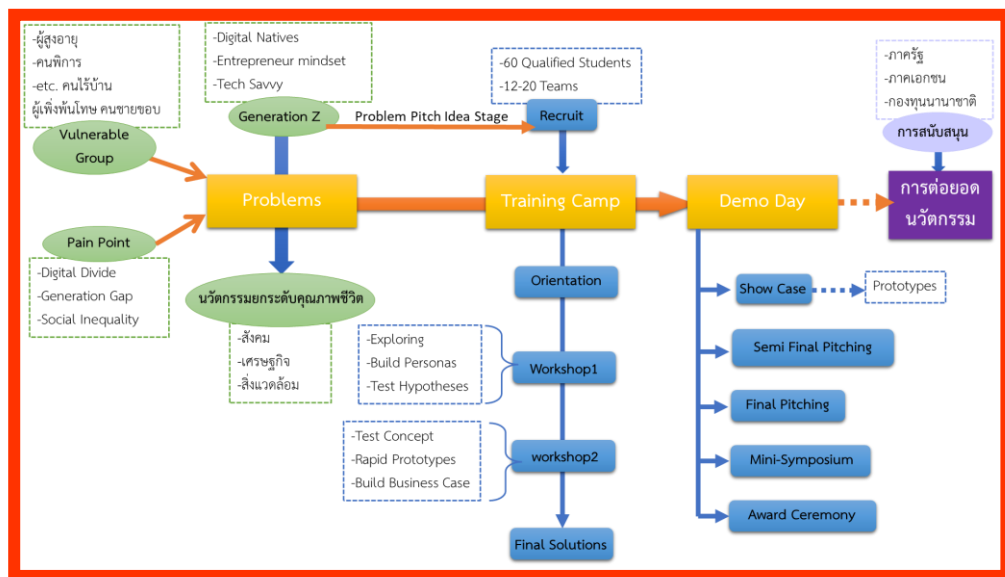 -ผู้สูงอายุ
-คนพิการ
-etc. คนไร้บ้าน
ผู้เพิ่งพ้นโทษ คนชายขอบ
Vulnerable
Group
-Digital Natives
-Entrepreneur mindset
-Tech Savvy
Generation Z
Problem Pitch Idea Stage
-60 Qualified Students
-12-20 Teams
Recruit
-ภาครัฐ
-ภาคเอกชน
-กองทุนนานาชาติ
การสนับสนุน
Problems
Training Camp
Demo Day
การต่อยอด
นวัตกรรม
Pain Point
-Digital Divide
-Generation Gap
-Social Inequality
นวัตกรรมยกระดับคุณภาพชีวิต
-สังคม
-เศรษฐกิจ
-สิ่งแวดล้อม
Orientation
-Exploring
-Build Personas
-Test Hypotheses
Workshop1
-Test Concept
-Rapid Prototypes
-Build Business Case
workshop2
Final Solutions
Show Case
Prototypes
Semi Final Pitching
Final Pitching
Mini-Symposium
Award Ceremony